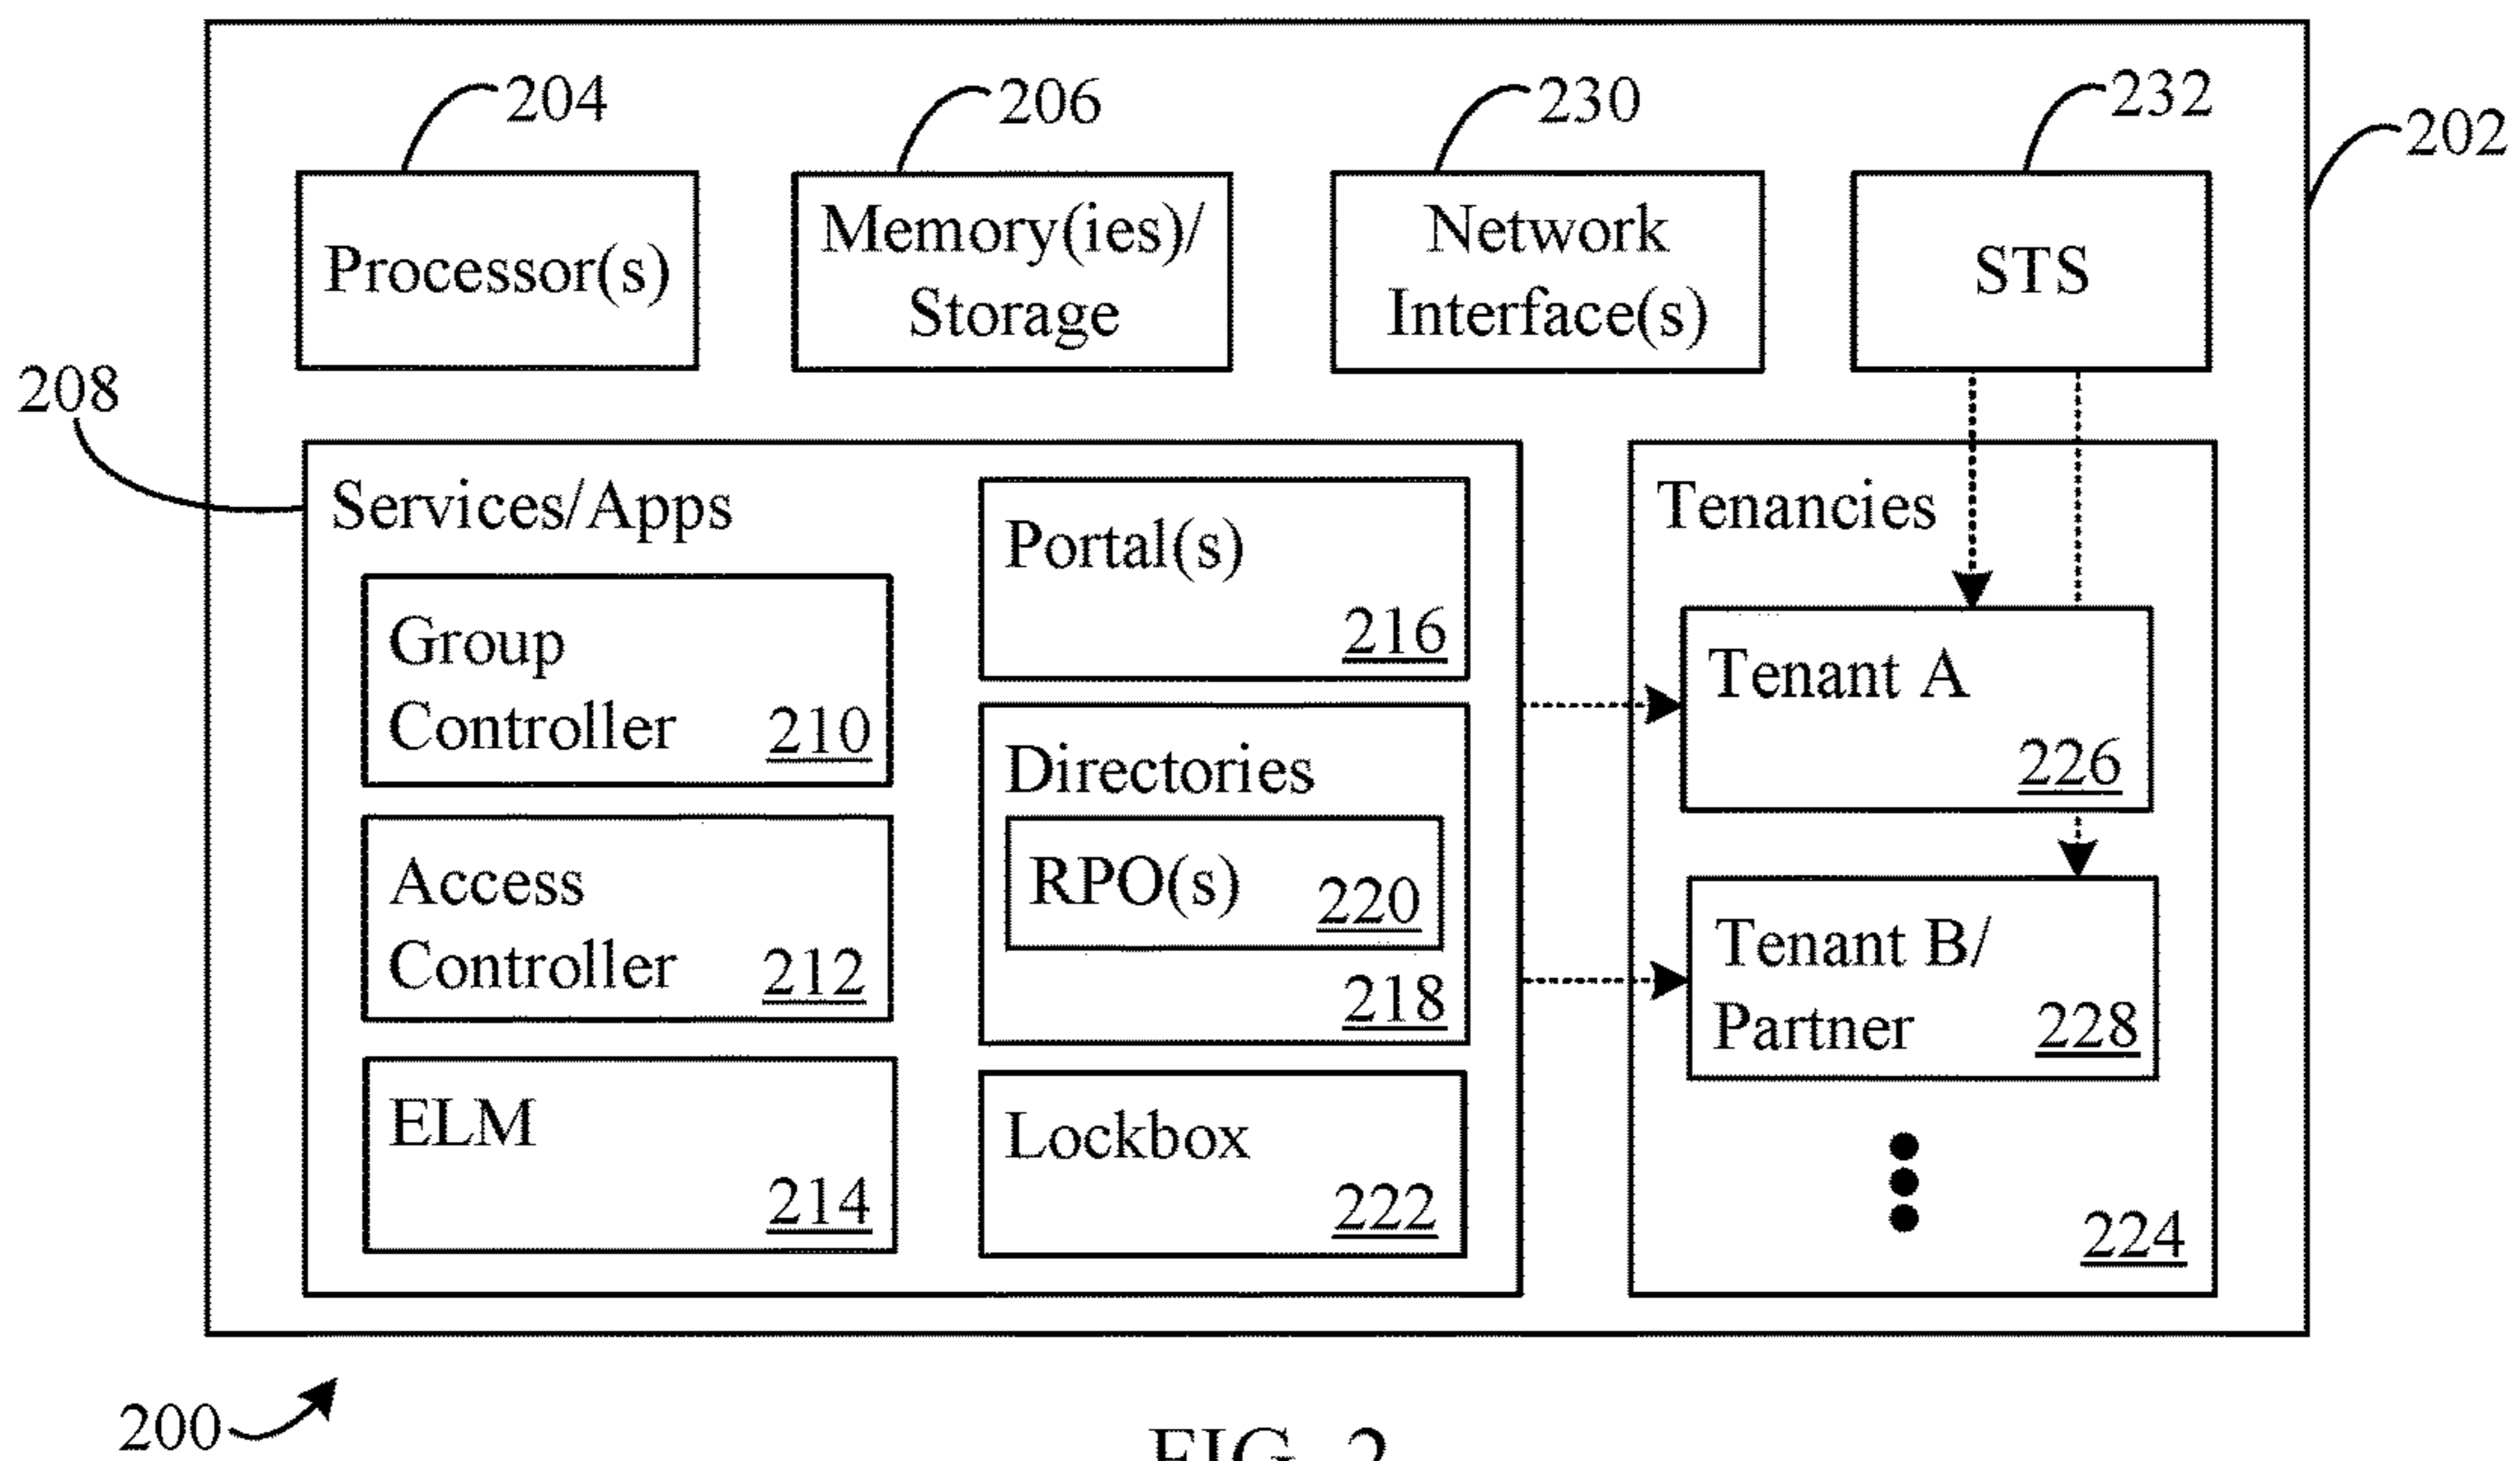 204
206
230
232
202
Processor(s)
Memory(ies)/
Storage
Network
Interface(s)
STS
208
Services/Apps
Group
Controller 210
Access
Controller 212
ELM
214
Portal(s)
216
Directories
RPO(s) 220
218
Lockbox
222
Tenancies
Tenant A
226
Tenant B/
Partner 228
224
200
FIG. 2